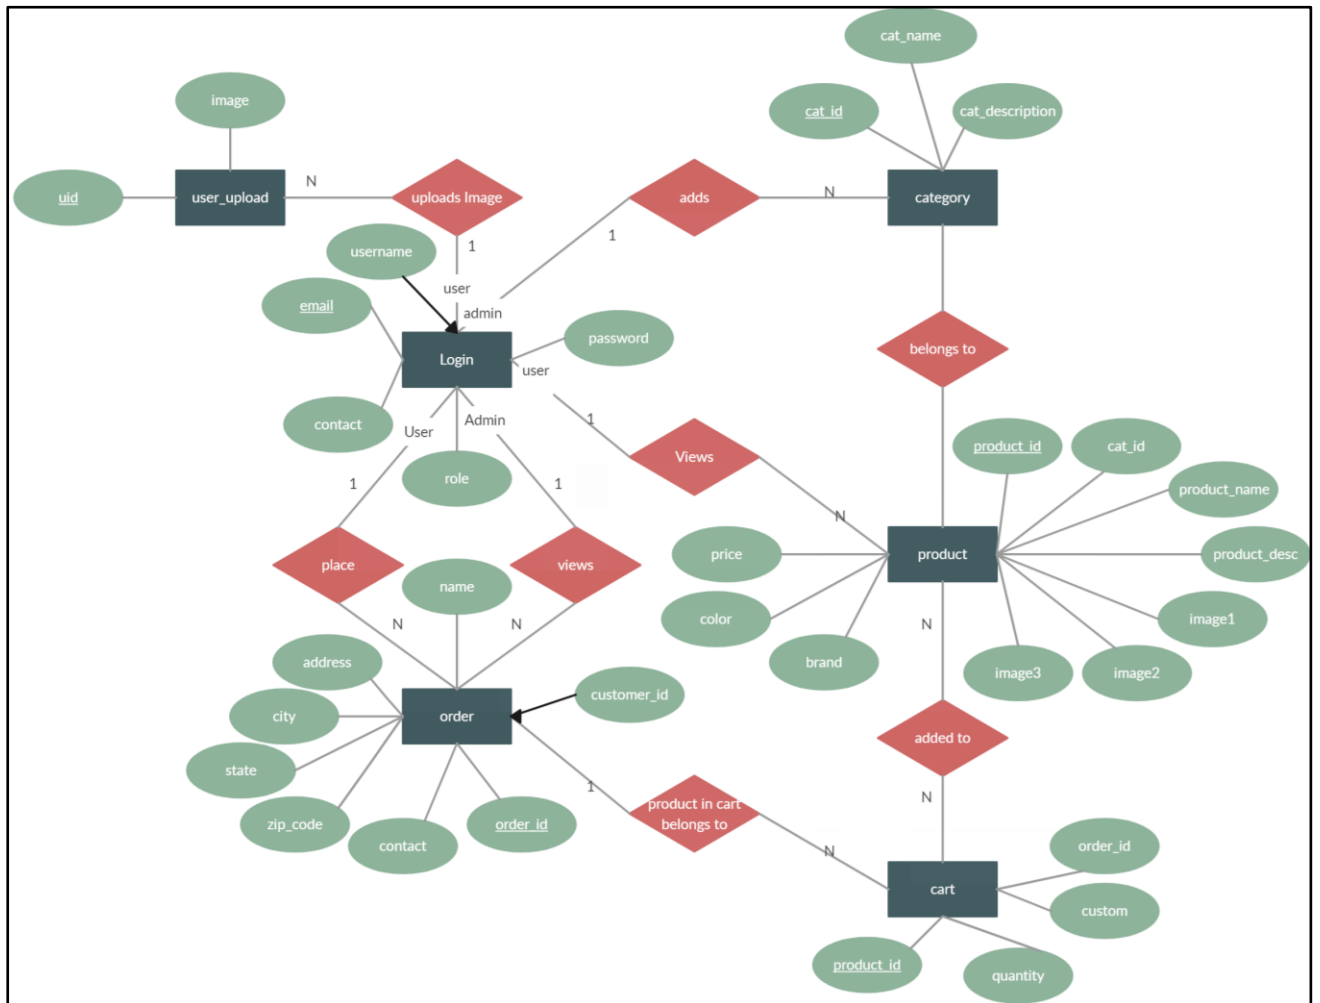 cat_name
image
cat_id
cat_description
uid
user_upload
N
uploads Image
adds
N
category
1
1
username
user
email
admin
password
Login
user
belongs to
contact
User
Admin
1
role
1
1
Views
product_id
cat_id
product_name
N
price
product
product_desc
place
name
views
color
image1
N
N
N
brand
image3
image2
address
customer_id
city
order
added to
state
1
N
zip_code
contact
order_id
product in cart
belongs to
N
order_id
cart
custom
product_id
quantity